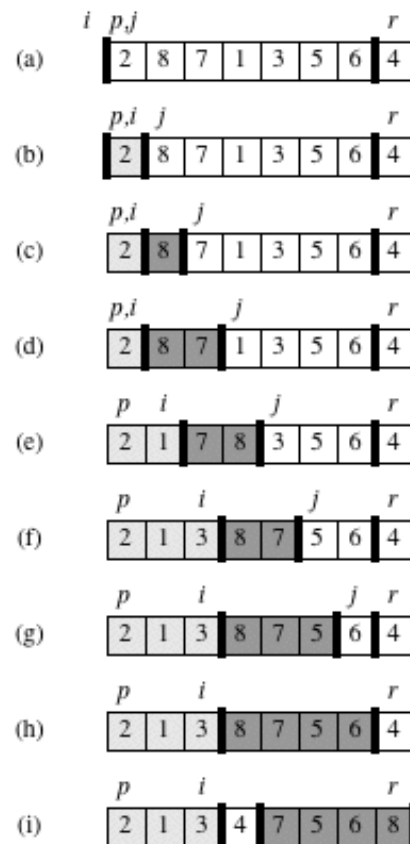 i p,j r
(a) 2 8 7 1 3 5 6 4
p,i j r
(b) 2 8 7 1 3 5 6 4
p,i j r
(c) 2 8 7 1 3 5 6 4
p,i j r
(d) 2 8 7 1 3 5 6 4
p i j r
(e) 2 1 7 8 3 5 6 4
p i j r
(f) 2 1 3 8 7 5 6 4
p i j r
(g) 2 1 3 8 7 5 6 4
p i r
(h) 2 1 3 8 7 5 6 4
p i r
(i) 2 1 3 4 7 5 6 8